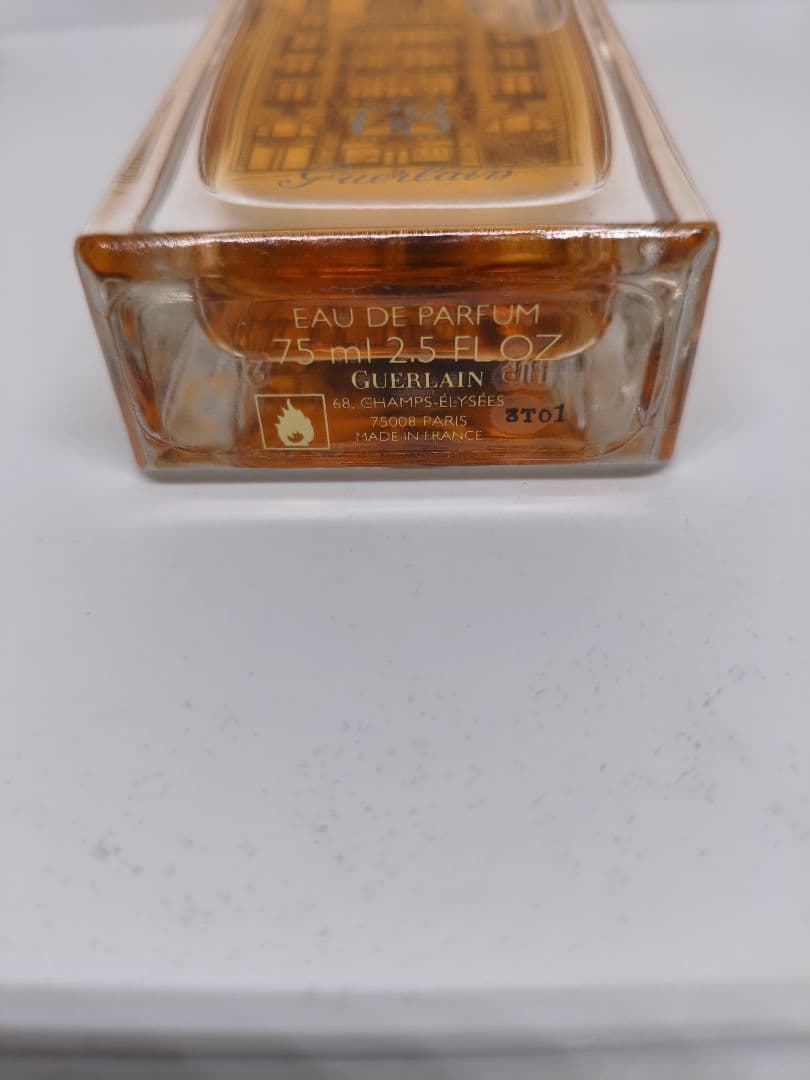 68
Guerlain
EAU DE PARFUM
75 ml 2.5 FL OZ
GUERLAIN
68, CHAMPS-ÉLYSÉES
75008 PARIS
MADE IN FRANCE
3T01